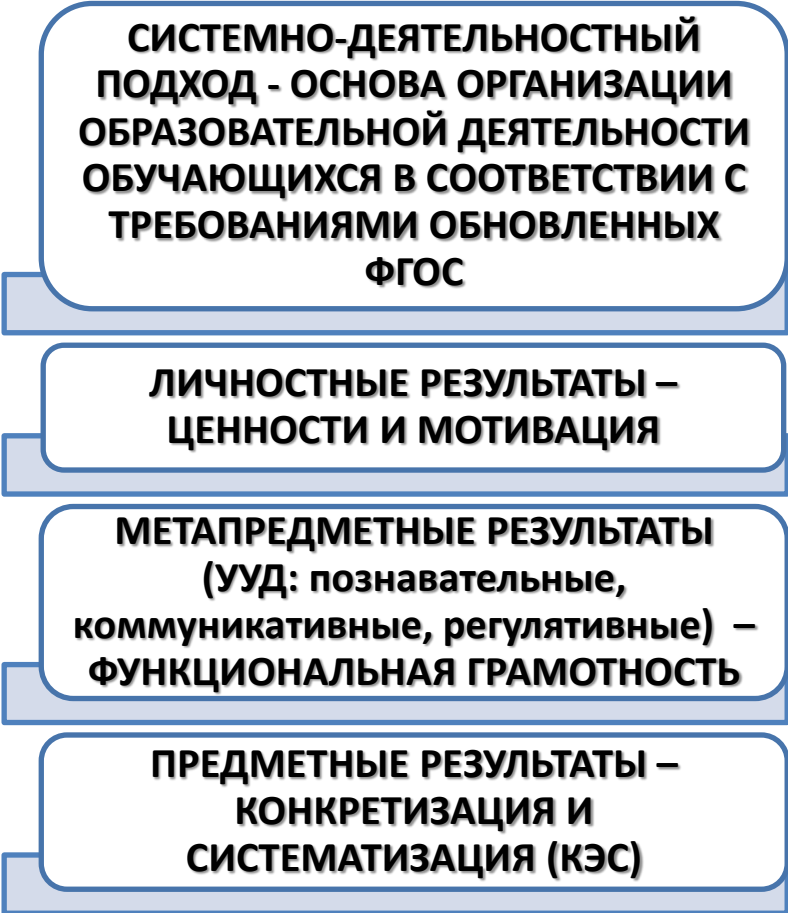 СИСТЕМНО-ДЕЯТЕЛЬНОСТНЫЙ
ПОДХОД - ОСНОВА ОРГАНИЗАЦИИ
ОБРАЗОВАТЕЛЬНОЙ ДЕЯТЕЛЬНОСТИ
ОБУЧАЮЩИХСЯ В СООТВЕТСТВИИ С
ТРЕБОВАНИЯМИ ОБНОВЛЕННЫХ
ФГОС
ЛИЧНОСТНЫЕ РЕЗУЛЬТАТЫ –
ЦЕННОСТИ И МОТИВАЦИЯ
МЕТАПРЕДМЕТНЫЕ РЕЗУЛЬТАТЫ
(УУД: познавательные,
коммуникативные, регулятивные) –
ФУНКЦИОНАЛЬНАЯ ГРАМОТНОСТЬ
ПРЕДМЕТНЫЕ РЕЗУЛЬТАТЫ –
КОНКРЕТИЗАЦИЯ И
СИСТЕМАТИЗАЦИЯ (КЭС)